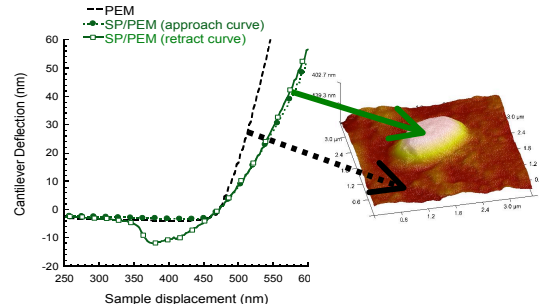 PEM
SP/PEM (approach curve)
SP/PEM (retract curve)
Cantilever Deflection (nm)
60
50
40
30
20
10
0
-10
-20
250 300 350 400 450 500 550 60
Sample displacement (nm)
402.7 nm
3.0 µm
2.4
1.8
1.2
0.6
0.6
1.2
1.8
2.4
3.0 µm
3.0
2.4
1.8
1.2